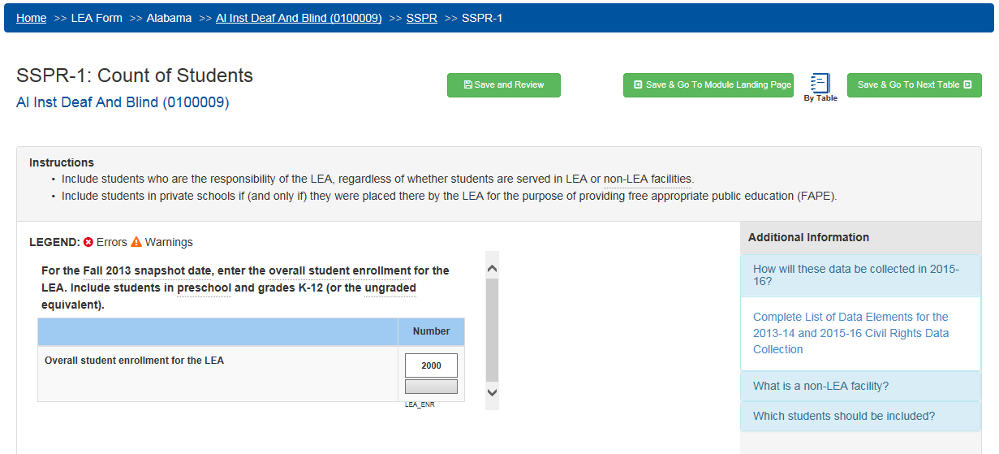 Home >> LEA Form >> Alabama >> Al Inst Deaf And Blind (0100009) >> SSPR >> SSPR-1
SSPR-1: Count of Students
Al Inst Deaf And Blind (0100009)
Save and Review
Save & Go To Module Landing Page
By Table
Save & Go To Next Table
Instructions
• Include students who are the responsibility of the LEA, regardless of whether students are served in LEA or non-LEA facilities.
• Include students in private schools if (and only if) they were placed there by the LEA for the purpose of providing free appropriate public education (FAPE).
LEGEND: Errors Warnings
For the Fall 2013 snapshot date, enter the overall student enrollment for the
LEA. Include students in preschool and grades K-12 (or the ungraded
equivalent).
Number
Overall student enrollment for the LEA
2000
LEA_ENR
Additional Information
How will these data be collected in 2015-
16?
Complete List of Data Elements for the
2013-14 and 2015-16 Civil Rights Data
Collection
What is a non-LEA facility?
Which students should be included?